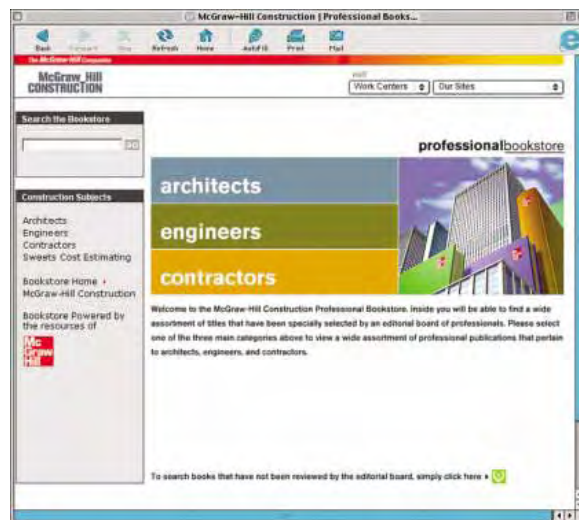 McGraw-Hill Construction | Professional Books...
Back Forward Stop Refresh Home AutoFill Print Mail
The McGraw-Hill Companies
McGraw Hill
CONSTRUCTION
visit
Work Centers
Our Sites
Search the Bookstore
professionalbookstore
architects
engineers
contractors
Construction Subjects
Architects
Engineers
Contractors
Sweets Cost Estimating
Bookstore Home
McGraw-Hill Construction
Bookstore Powered by
the resources of
Mc
Graw
Hill
Welcome to the McGraw-Hill Construction Professional Bookstore. Inside you will be able to find a wide
assortment of titles that have been specially selected by an editorial board of professionals. Please select
one of the three main categories above to view a wide assortment of professional publications that pertain
to architects, engineers, and contractors.
To search books that have not been reviewed by the editorial board, simply click here